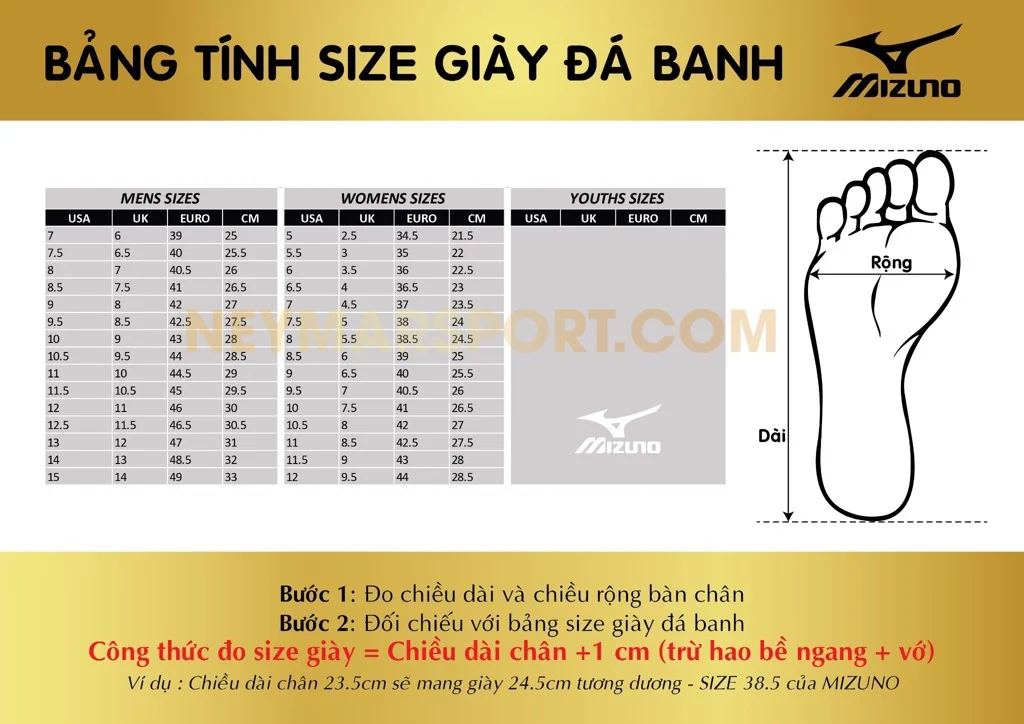 BẢNG TÍNH SIZE GIÀY ĐÁ BANH
MIZUNO
MENS SIZES WOMENS SIZES YOUTHS SIZES
USA UK EURO CM USA UK EURO CM USA UK EURO CM
7 6 39 25 5 2.5 34.5 21.5
7.5 6.5 40 25.5 5.5 3 35 22
8 7 40.5 26 6 3.5 36 22.5
8.5 7.5 41 26.5 6.5 4 36.5 23
9 8 42 27 7 4.5 37 23.5
9.5 8.5 42.5 27.5 7.5 5 38 24
10 9 43 28 8 5.5 38.5 24.5
10.5 9.5 44 28.5 8.5 6 39 25
11 10 44.5 29 9 6.5 40 25.5
11.5 10.5 45 29.5 9.5 7 40.5 26
12 11 46 30 10 7.5 41 26.5
12.5 11.5 46.5 30.5 10.5 8 42 27
13 12 47 31 11 8.5 42.5 27.5
14 13 48.5 32 11.5 9 43 28
15 14 49 33 12 9.5 44 28.5
NEYMARSPORT.COM
MIZUNO
Rộng
Dài
Bước 1: Đo chiều dài và chiều rộng bàn chân
Bước 2: Đối chiếu với bảng size giày đá banh
Công thức đo size giày = Chiều dài chân +1 cm (trừ hao bề ngang + vớ)
Ví dụ : Chiều dài chân 23.5cm sẽ mang giày 24.5cm tương dương - SIZE 38.5 của MIZUNO